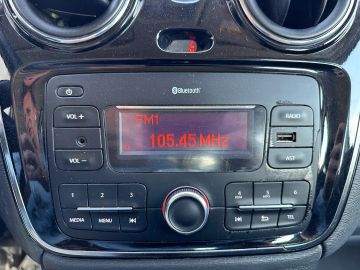 Bluetooth
VOL +
FM1
RADIO
105.45 MHz
VOL –
AST
1 2 3
4 5 6
MEDIA MENU
TEL